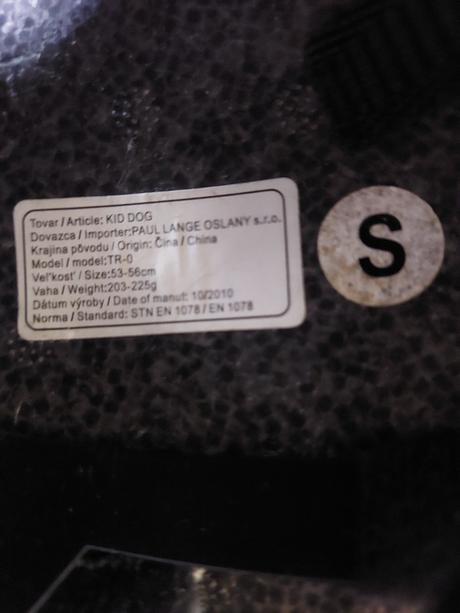 Tovar / Article: KID DOG
Dovazca / Importer:PAUL LANGE OSLANY s.r.o.
Krajina pôvodu / Origin: Čina / China
Model / model:TR-0
Veľkosť / Size:53-56cm
Vaha / Weight:203-225g
Dátum výroby / Date of manut: 10/2010
Norma / Standard: STN EN 1078 / EN 1078
S